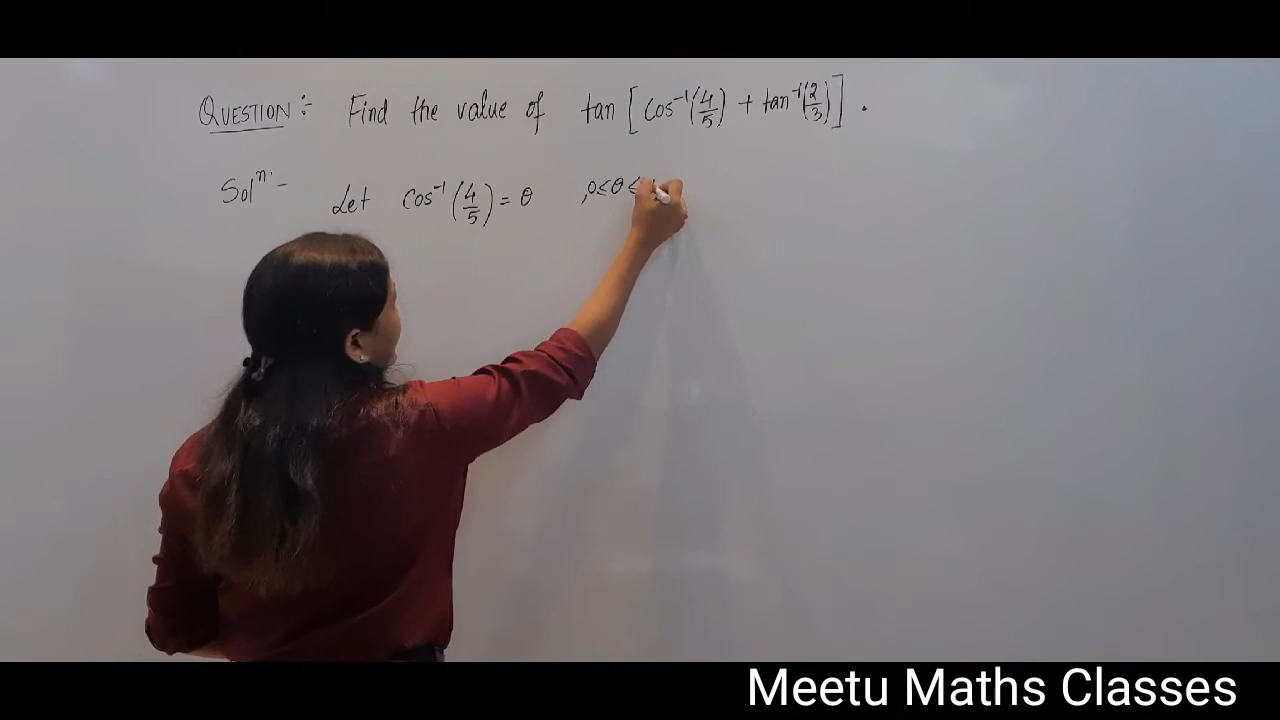 QUESTION :- Find the value of tan [cos⁻¹(4/5) + tan⁻¹(2/3)] .
Solⁿ· - Let cos⁻¹(4/5) = θ , 0 ≤ θ ≤
Meetu Maths Classes